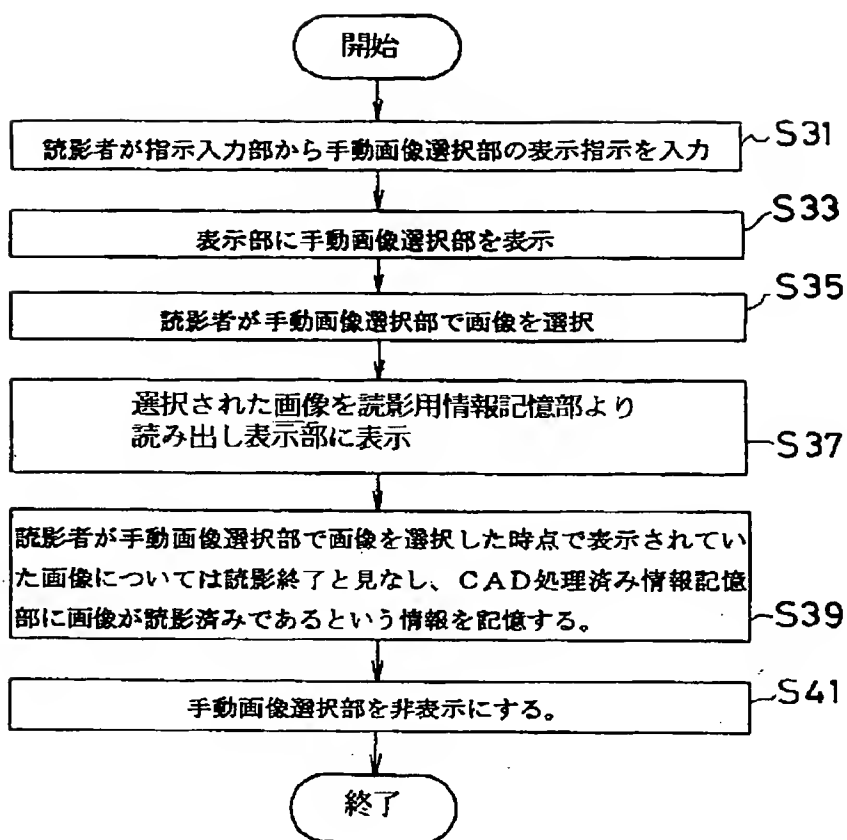 開始
読影者が指示入力部から手動画像選択部の表示指示を入力
S31
表示部に手動画像選択部を表示
S33
読影者が手動画像選択部で画像を選択
S35
選択された画像を読影用情報記憶部より
読み出し表示部に表示
S37
読影者が手動画像選択部で画像を選択した時点で表示されてい
た画像については読影終了と見なし、CAD処理済み情報記憶
部に画像が読影済みであるという情報を記憶する。
S39
手動画像選択部を非表示にする。
S41
終了